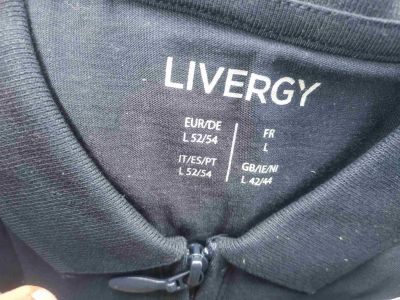 LIVERGY
EUR/DE
L 52/54
FR
L
IT/ES/PT
L 52/54
GB/IE/NI
L 42/44